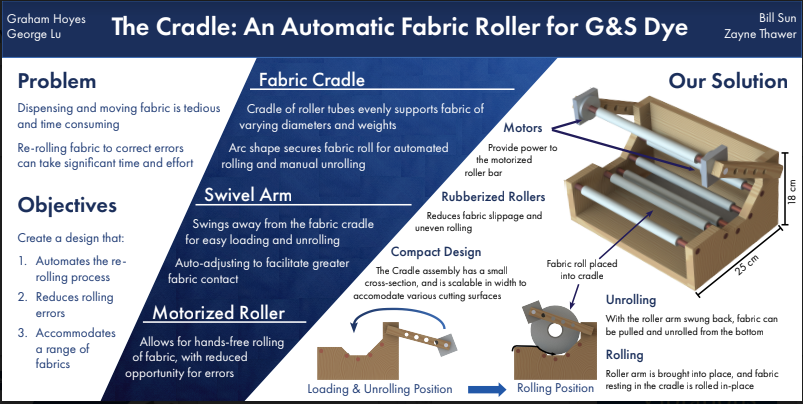 Graham Hoyes
George Lu
The Cradle: An Automatic Fabric Roller for G&S Dye
Bill Sun
Zayne Thawer
Problem
Dispensing and moving fabric is tedious
and time consuming
Re-rolling fabric to correct errors
can take significant time and effort
Objectives
Create a design that:
1. Automates the re-
rolling process
2. Reduces rolling
errors
3. Accommodates
a range of
fabrics
Fabric Cradle
Cradle of roller tubes evenly supports fabric of
varying diameters and weights
Arc shape secures fabric roll for automated
rolling and manual unrolling
Swivel Arm
Swings away from the fabric cradle
for easy loading and unrolling
Auto-adjusting to facilitate greater
fabric contact
Motorized Roller
Allows for hands-free rolling
of fabric, with reduced
opportunity for errors
Our Solution
Motors
Provide power to
the motorized
roller bar
Rubberized Rollers
Reduces fabric slippage and
uneven rolling
Compact Design
The Cradle assembly has a small
cross-section, and is scalable in width to
accomodate various cutting surfaces
Fabric roll placed
into cradle
18 cm
25 cm
Loading & Unrolling Position
Rolling Position
Unrolling
With the roller arm swung back, fabric can
be pulled and unrolled from the bottom
Rolling
Roller arm is brought into place, and fabric
resting in the cradle is rolled in-place